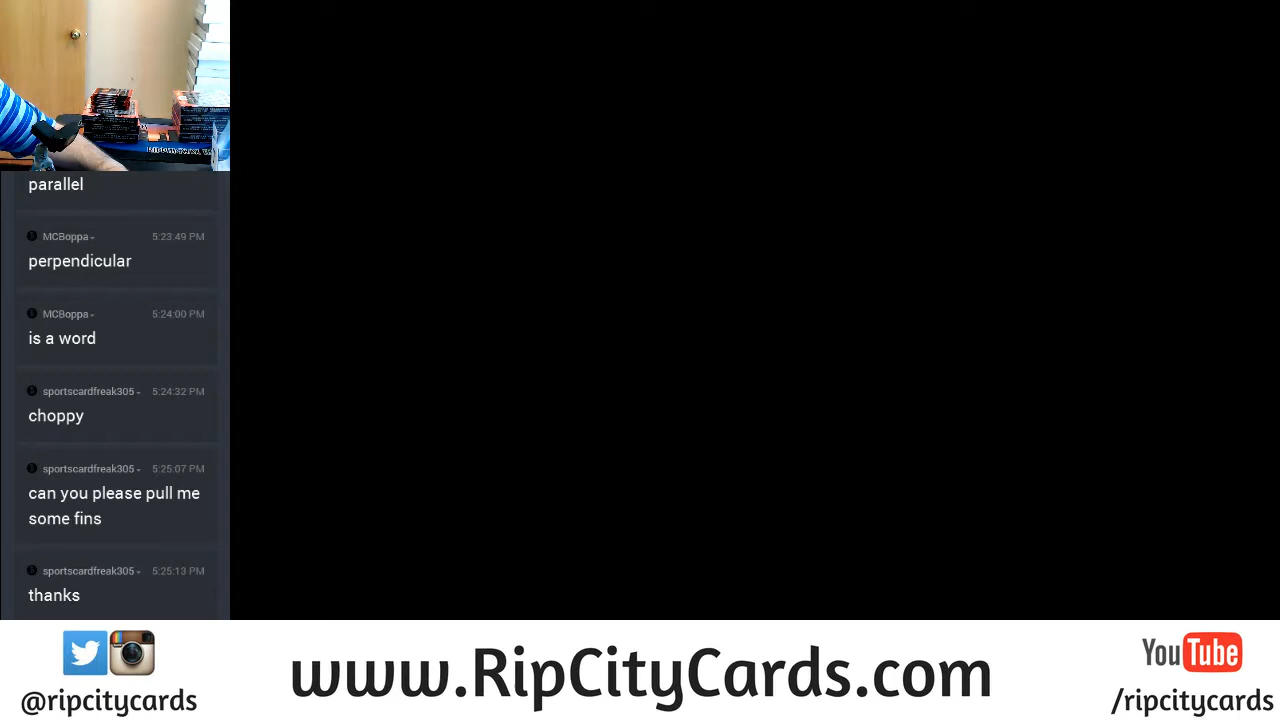 parallel
MCBoppa 5:23:49 PM
perpendicular
MCBoppa 5:24:00 PM
is a word
sportscardfreak305 5:24:32 PM
choppy
sportscardfreak305 5:25:07 PM
can you please pull me
some fins
sportscardfreak305 5:25:13 PM
thanks
@ripcitycards
www.RipCityCards.com
YouTube
/ripcitycards